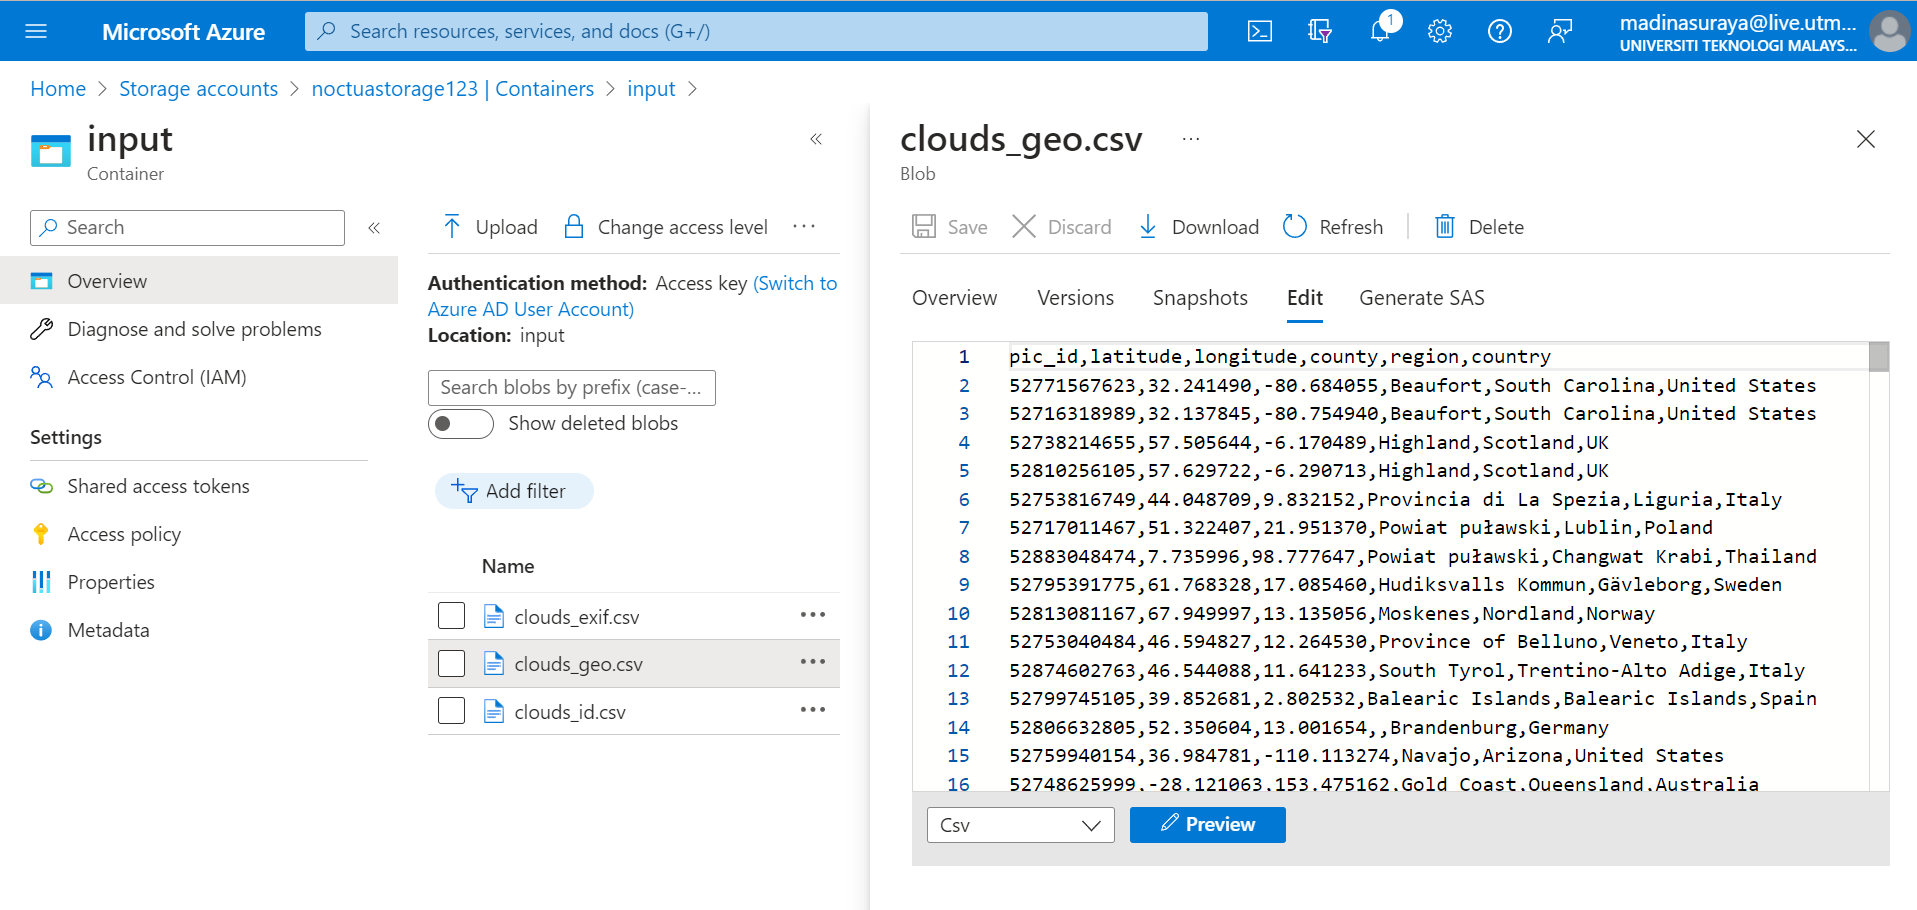 Microsoft Azure
Search resources, services, and docs (G+/)
1
madinasuraya@live.utm...
UNIVERSITI TEKNOLOGI MALAYS...
Home > Storage accounts > noctuastorage123 | Containers > input >
input
Container
«
Search
«
Overview
Diagnose and solve problems
Access Control (IAM)
Settings
Shared access tokens
Access policy
Properties
Metadata
Upload
Change access level
...
Authentication method: Access key (Switch to
Azure AD User Account)
Location: input
Search blobs by prefix (case-...
Show deleted blobs
Add filter
Name
clouds_exif.csv
clouds_geo.csv
clouds_id.csv
clouds_geo.csv ...
Blob
Save Discard Download Refresh Delete
Overview Versions Snapshots Edit Generate SAS
1 pic_id,latitude,longitude,county,region,country
2 52771567623,32.241490,-80.684055,Beaufort,South Carolina,United States
3 52716318989,32.137845,-80.754940,Beaufort,South Carolina,United States
4 52738214655,57.505644,-6.170489,Highland,Scotland,UK
5 52810256105,57.629722,-6.290713,Highland,Scotland,UK
6 52753816749,44.048709,9.832152,Provincia di La Spezia,Liguria,Italy
7 52717011467,51.322407,21.951370,Powiat puławski,Lublin,Poland
8 52883048474,7.735996,98.777647,Powiat puławski,Changwat Krabi,Thailand
9 52795391775,61.768328,17.085460,Hudiksvalls Kommun,Gävleborg,Sweden
10 52813081167,67.949997,13.135056,Moskenes,Nordland,Norway
11 52753040484,46.594827,12.264530,Province of Belluno,Veneto,Italy
12 52874602763,46.544088,11.641233,South Tyrol,Trentino-Alto Adige,Italy
13 52799745105,39.852681,2.802532,Balearic Islands,Balearic Islands,Spain
14 52806632805,52.350604,13.001654,,Brandenburg,Germany
15 52759940154,36.984781,-110.113274,Navajo,Arizona,United States
16 52748625999,-28.121063,153.475162,Gold Coast,Queensland,Australia
Csv
Preview